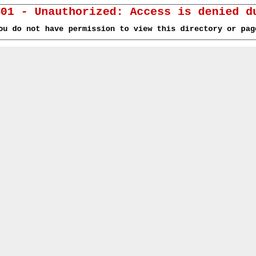 01 - Unauthorized: Access is denied du
ou do not have permission to view this directory or pag